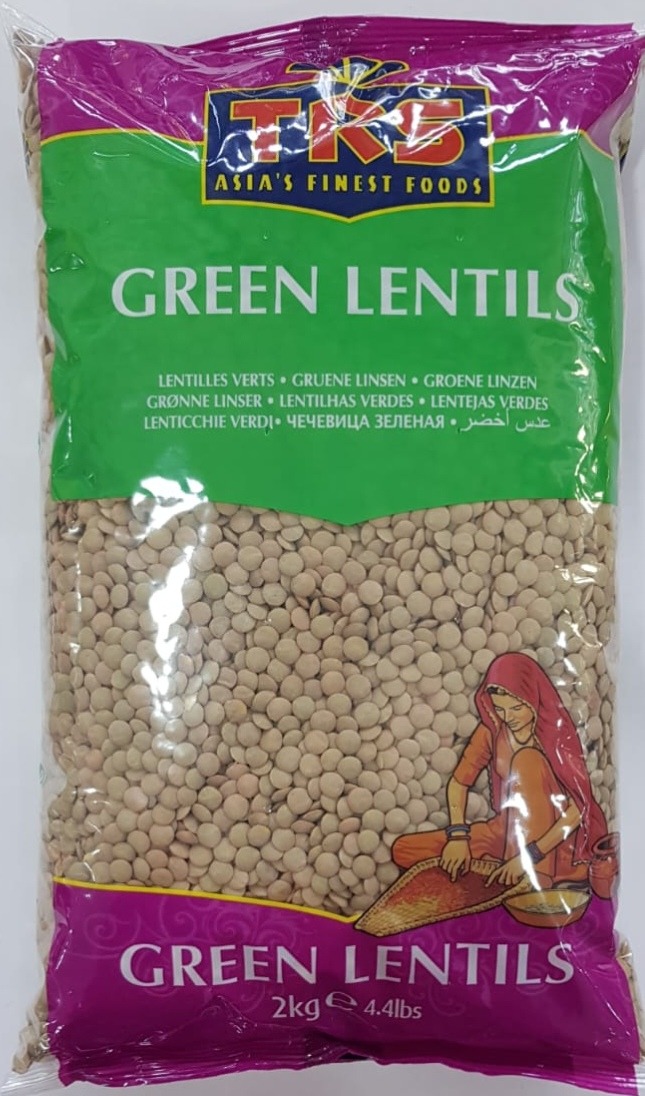 TRS
ASIA'S FINEST FOODS
GREEN LENTILS
LENTILLES VERTS • GRUENE LINSEN • GROENE LINZEN
GRØNNE LINSER • LENTILHAS VERDES • LENTEJAS VERDES
LENTICCHIE VERDI • ЧЕЧЕВИЦА ЗЕЛЕНАЯ • عدس أخضر
GREEN LENTILS
2kg ℮ 4.4lbs